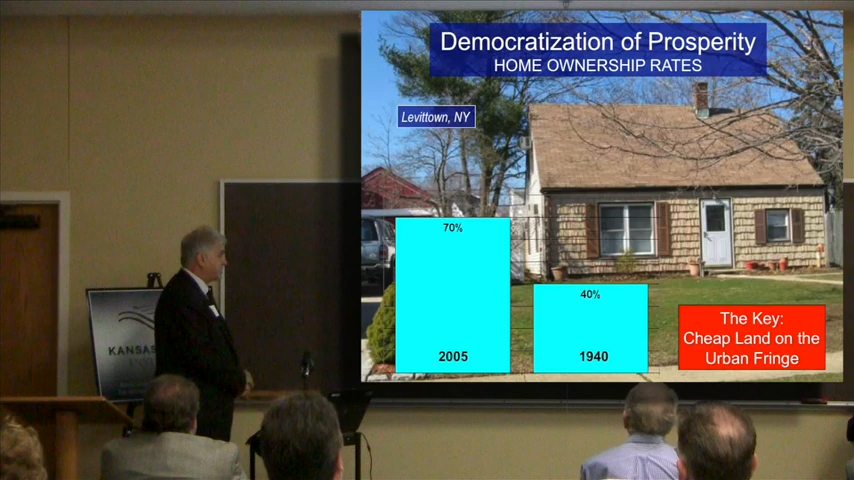 Democratization of Prosperity
HOME OWNERSHIP RATES
Levittown, NY
70%
40%
2005
1940
The Key:
Cheap Land on the
Urban Fringe
KANSAS